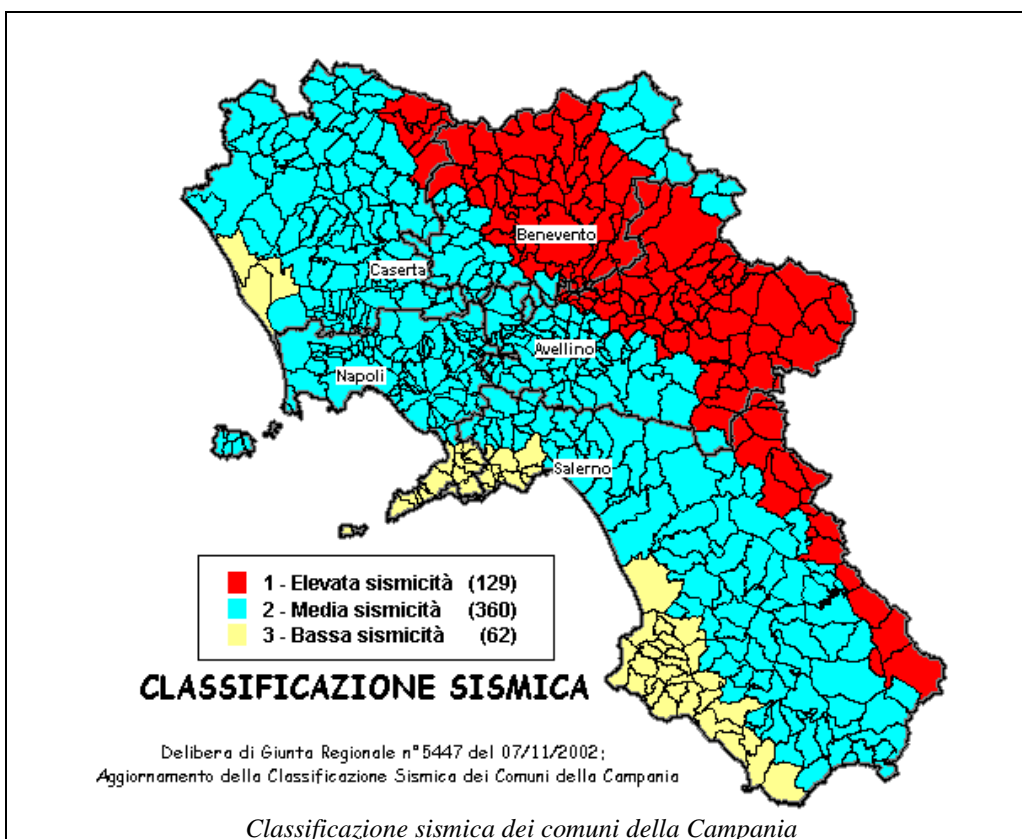 Benevento
Caserta
Avellino
Napoli
Salerno
1 - Elevata sismicità (129)
2 - Media sismicità (360)
3 - Bassa sismicità (62)
CLASSIFICAZIONE SISMICA
Delibera di Giunta Regionale n°5447 del 07/11/2002;
Aggiornamento della Classificazione Sismica dei Comuni della Campania
Classificazione sismica dei comuni della Campania